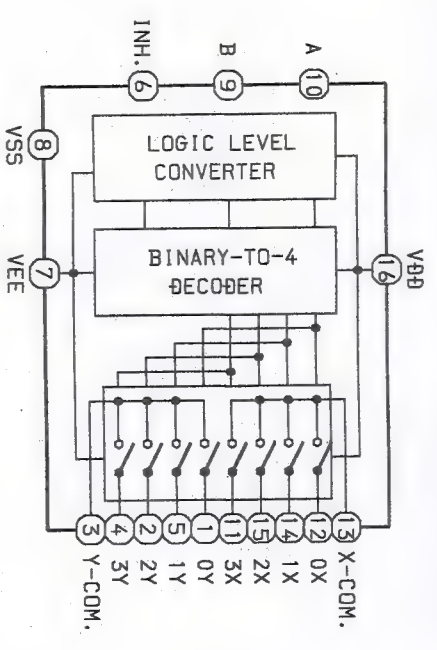 INH. B A
6 9 10
8 VSS
LOGIC LEVEL
CONVERTER
BINARY-TO-4
DECODER
7 VEE
16 VDD
3 4 2 5 1 11 15 14 12 13
Y-COM. 3Y 2Y 1Y 0Y 3X 2X 1X 0X X-COM.